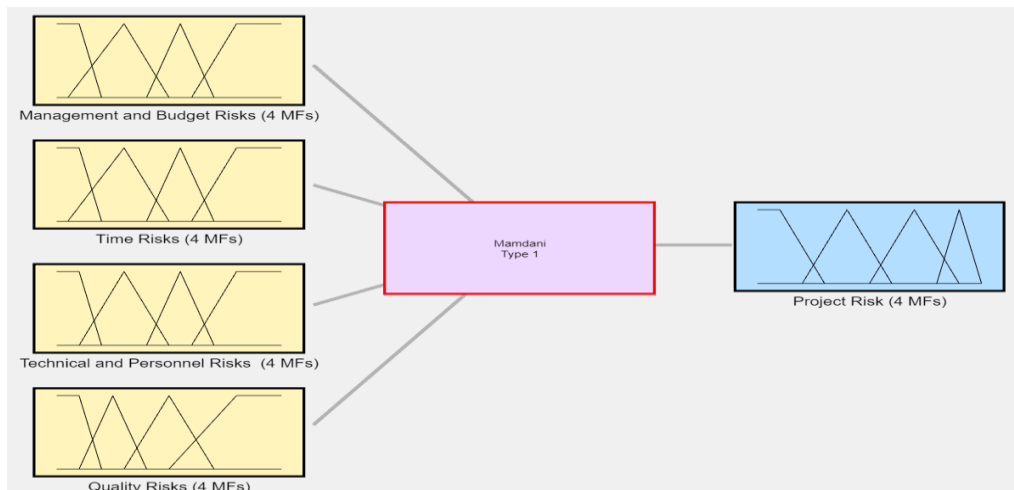 Management and Budget Risks (4 MFs)
Time Risks (4 MFs)
Technical and Personnel Risks (4 MFs)
Quality Risks (4 MFs)
Mamdani
Type 1
Project Risk (4 MFs)